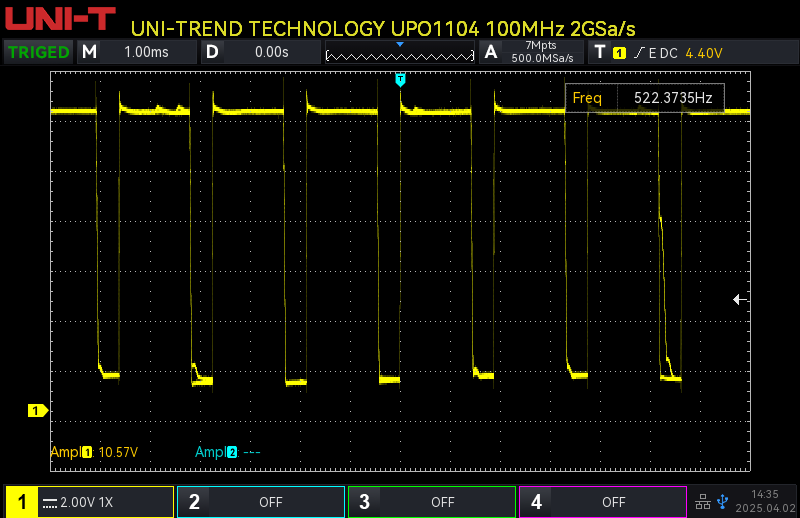 UNI-T
UNI-TREND TECHNOLOGY UPO1104 100MHz 2GSa/s
TRIGED M 1.00ms D 0.00s A 7Mpts 500.0MSa/s T 1 E DC 4.40V
T
Freq 522.3735Hz
1
Ampl 1: 10.57V Ampl 2: ---
1 2.00V 1X 2 OFF 3 OFF 4 OFF 14:35
2025.04.02